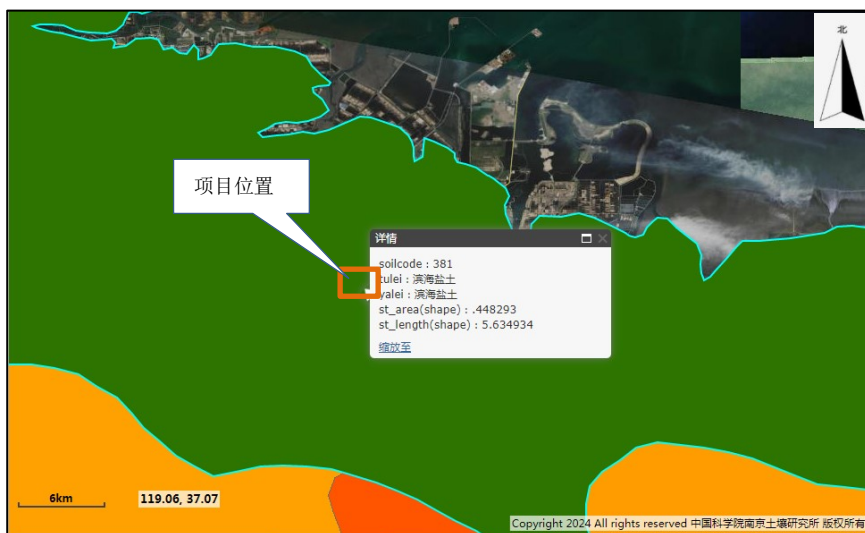 北
项目位置
详情
soilcode : 381
tulei : 滨海盐土
yalei : 滨海盐土
st_area(shape) : .448293
st_length(shape) : 5.634934
缩放至
6km
119.06, 37.07
Copyright 2024 All rights reserved 中国科学院南京土壤研究所 版权所有